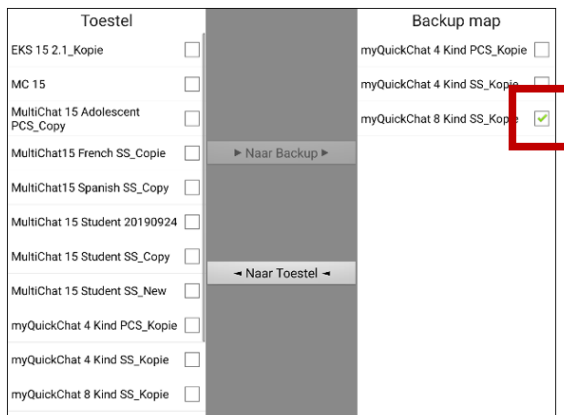 Toestel
EKS 15 2.1_Kopie
MC 15
MultiChat 15 Adolescent
PCS_Copy
MultiChat15 French SS_Copie
MultiChat15 Spanish SS_Copy
MultiChat 15 Student 20190924
MultiChat 15 Student SS_Copy
MultiChat 15 Student SS_New
myQuickChat 4 Kind PCS_Kopie
myQuickChat 4 Kind SS_Kopie
myQuickChat 8 Kind SS_Kopie
► Naar Backup ►
◄ Naar Toestel ◄
Backup map
myQuickChat 4 Kind PCS_Kopie
myQuickChat 4 Kind SS_Kopie
myQuickChat 8 Kind SS_Kopie